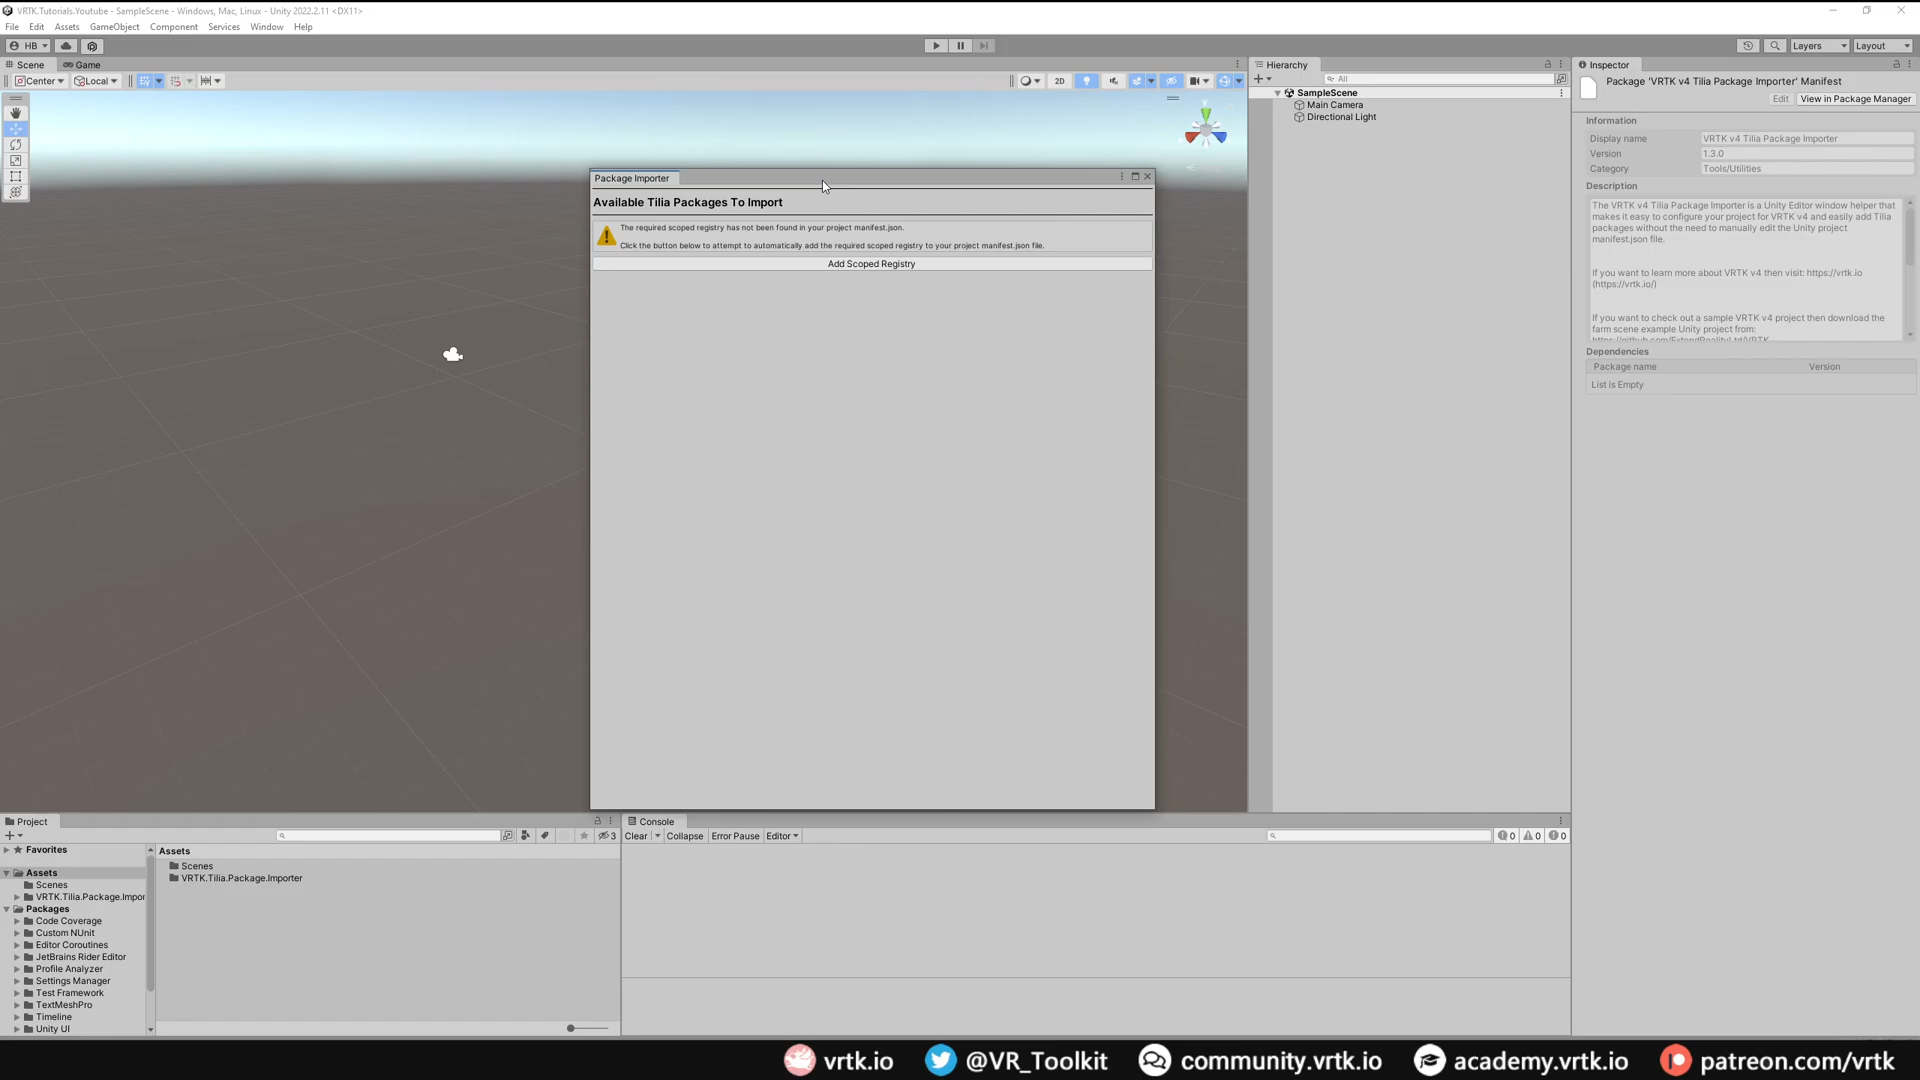 VRTK.Tutorials.Youtube - SampleScene - Windows, Mac, Linux - Unity 2022.2.11 <DX11>
File Edit Assets GameObject Component Services Window Help
HB
Layers Layout
Scene Game
Center Local
2D
Hierarchy
All
SampleScene
Main Camera
Directional Light
Inspector
Package 'VRTK v4 Tilia Package Importer' Manifest
Edit View in Package Manager
Information
Display name VRTK v4 Tilia Package Importer
Version 1.3.0
Category Tools/Utilities
Description
The VRTK v4 Tilia Package Importer is a Unity Editor window helper that
makes it easy to configure your project for VRTK v4 and easily add Tilia
packages without the need to manually edit the Unity project
manifest.json file.
If you want to learn more about VRTK v4 then visit: https://vrtk.io
(https://vrtk.io/)
If you want to check out a sample VRTK v4 project then download the
farm scene example Unity project from:
https://github.com/ExtendRealityLtd/VRTK
Dependencies
Package name Version
List is Empty
Package Importer
Available Tilia Packages To Import
The required scoped registry has not been found in your project manifest.json.
Click the button below to attempt to automatically add the required scoped registry to your project manifest.json file.
Add Scoped Registry
Project
3
Favorites
Assets
Scenes
VRTK.Tilia.Package.Impor
Packages
Code Coverage
Custom NUnit
Editor Coroutines
JetBrains Rider Editor
Profile Analyzer
Settings Manager
Test Framework
TextMeshPro
Timeline
Unity UI
Assets
Scenes
VRTK.Tilia.Package.Importer
Console
Clear Collapse Error Pause Editor
0 0 0
vrtk.io @VR_Toolkit community.vrtk.io academy.vrtk.io patreon.com/vrtk